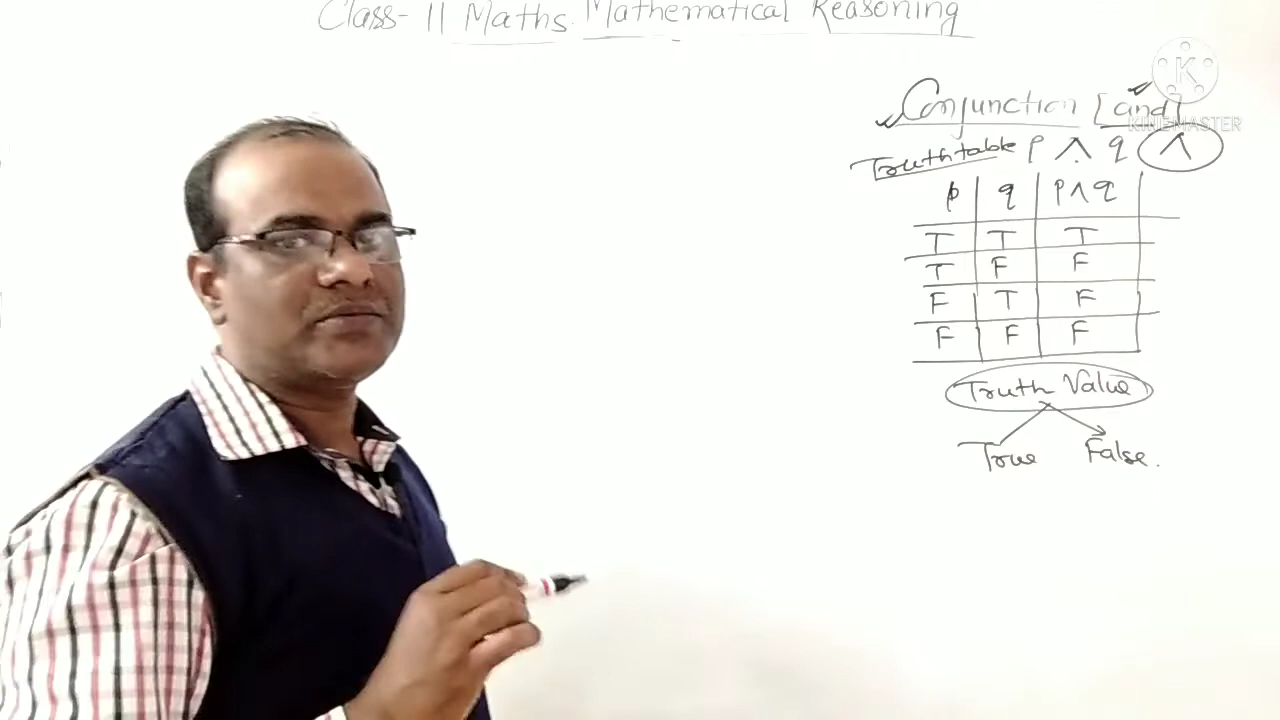 Class- 11 Maths Mathematical Reasoning
Conjunction [and]
KINEMASTER
Truth table p ∧ q ∧
p q p∧q
T T T
T F F
F T F
F F F
Truth Value
True False.